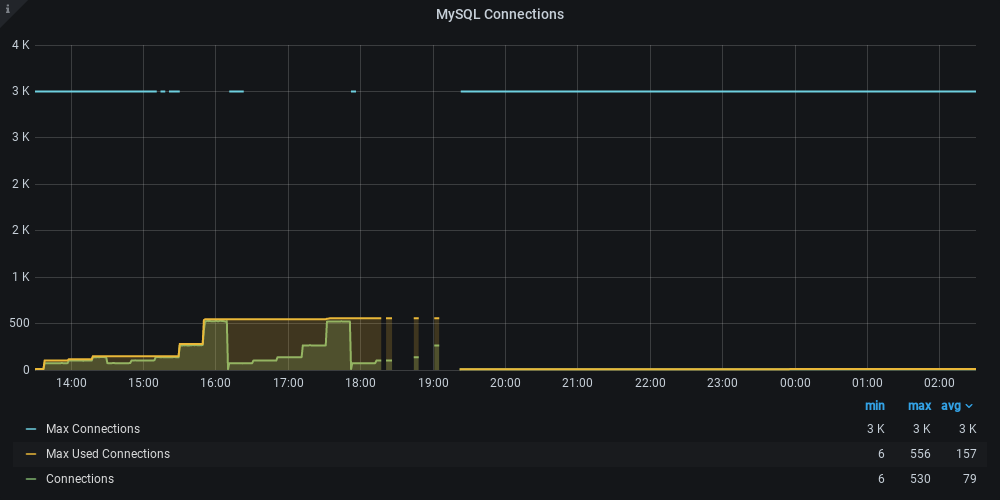 i
MySQL Connections
4 K
3 K
3 K
2 K
2 K
1 K
500
0
14:00 15:00 16:00 17:00 18:00 19:00 20:00 21:00 22:00 23:00 00:00 01:00 02:00
min max avg
Max Connections 3 K 3 K 3 K
Max Used Connections 6 556 157
Connections 6 530 79